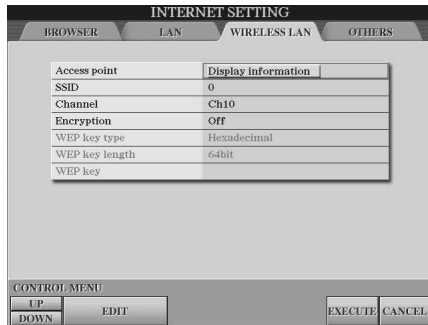 INTERNET SETTING
BROWSER LAN WIRELESS LAN OTHERS
Access point Display information
SSID 0
Channel Ch10
Encryption Off
WEP key type Hexadecimal
WEP key length 64bit
WEP key
CONTROL MENU
UP
DOWN EDIT EXECUTE CANCEL